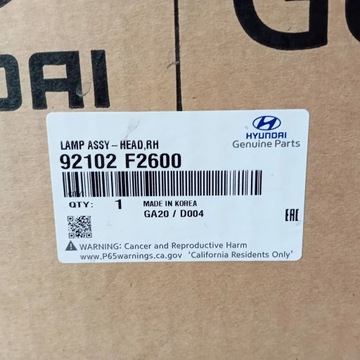 HYUNDAI
Genuine Parts
LAMP ASSY-HEAD,RH
92102 F2600
QTY: 1 MADE IN KOREA
GA20 / D004
EAC
WARNING: Cancer and Reproductive Harm
www.P65warnings.ca.gov 'California Residents Only'